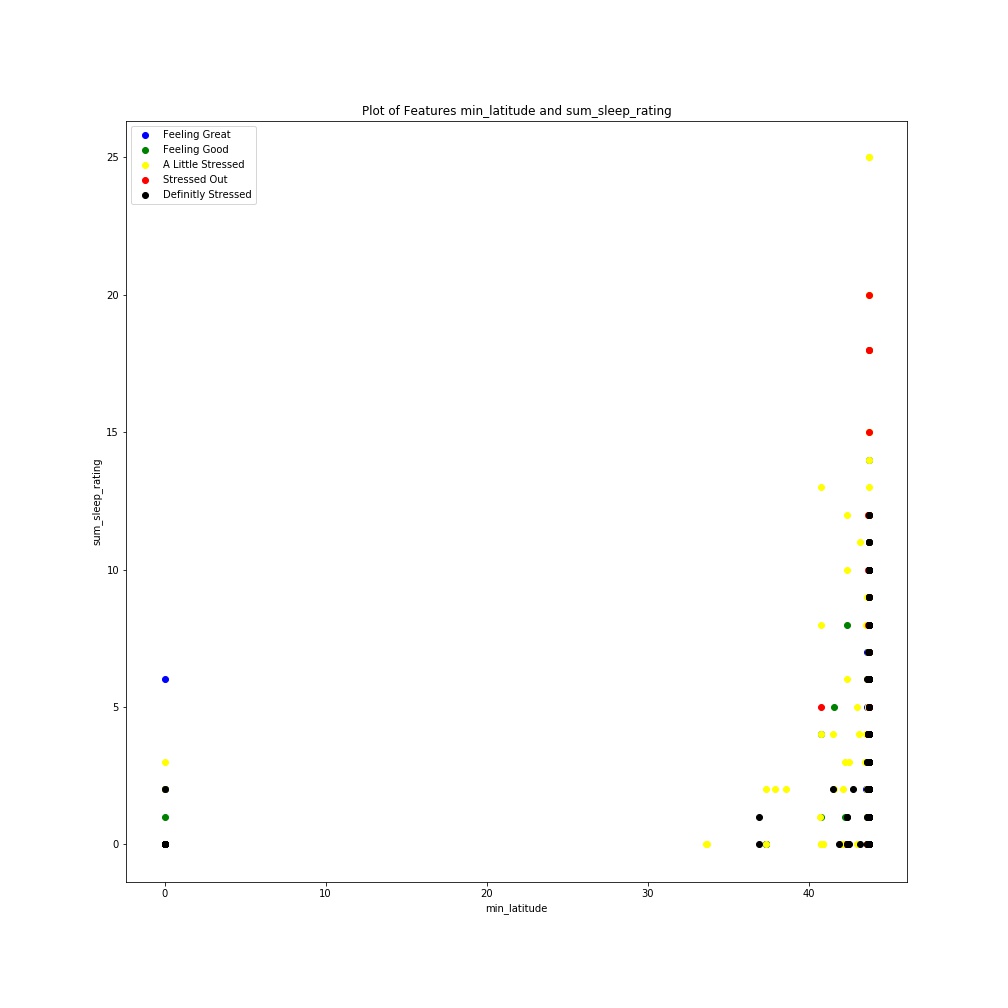 Plot of Features min_latitude and sum_sleep_rating
Feeling Great
Feeling Good
A Little Stressed
Stressed Out
Definitly Stressed
25
20
15
10
5
0
sum_sleep_rating
0 10 20 30 40
min_latitude